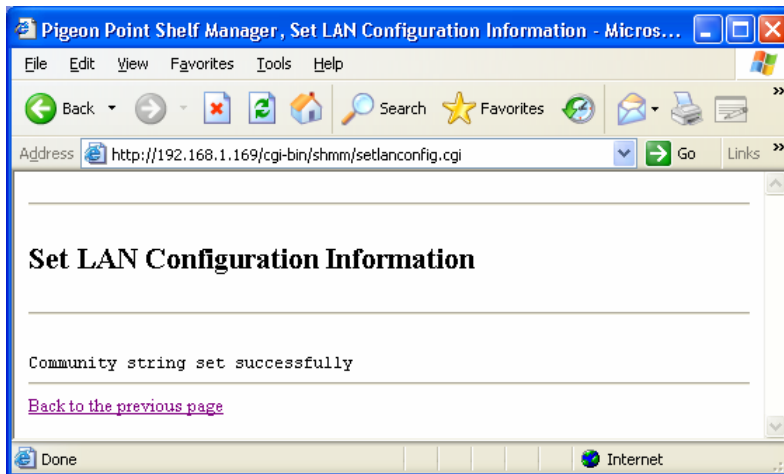 Pigeon Point Shelf Manager, Set LAN Configuration Information - Micros...
File Edit View Favorites Tools Help
Back Search Favorites
Address http://192.168.1.169/cgi-bin/shmm/setlanconfig.cgi Go Links
Set LAN Configuration Information
Community string set successfully
Back to the previous page
Done Internet